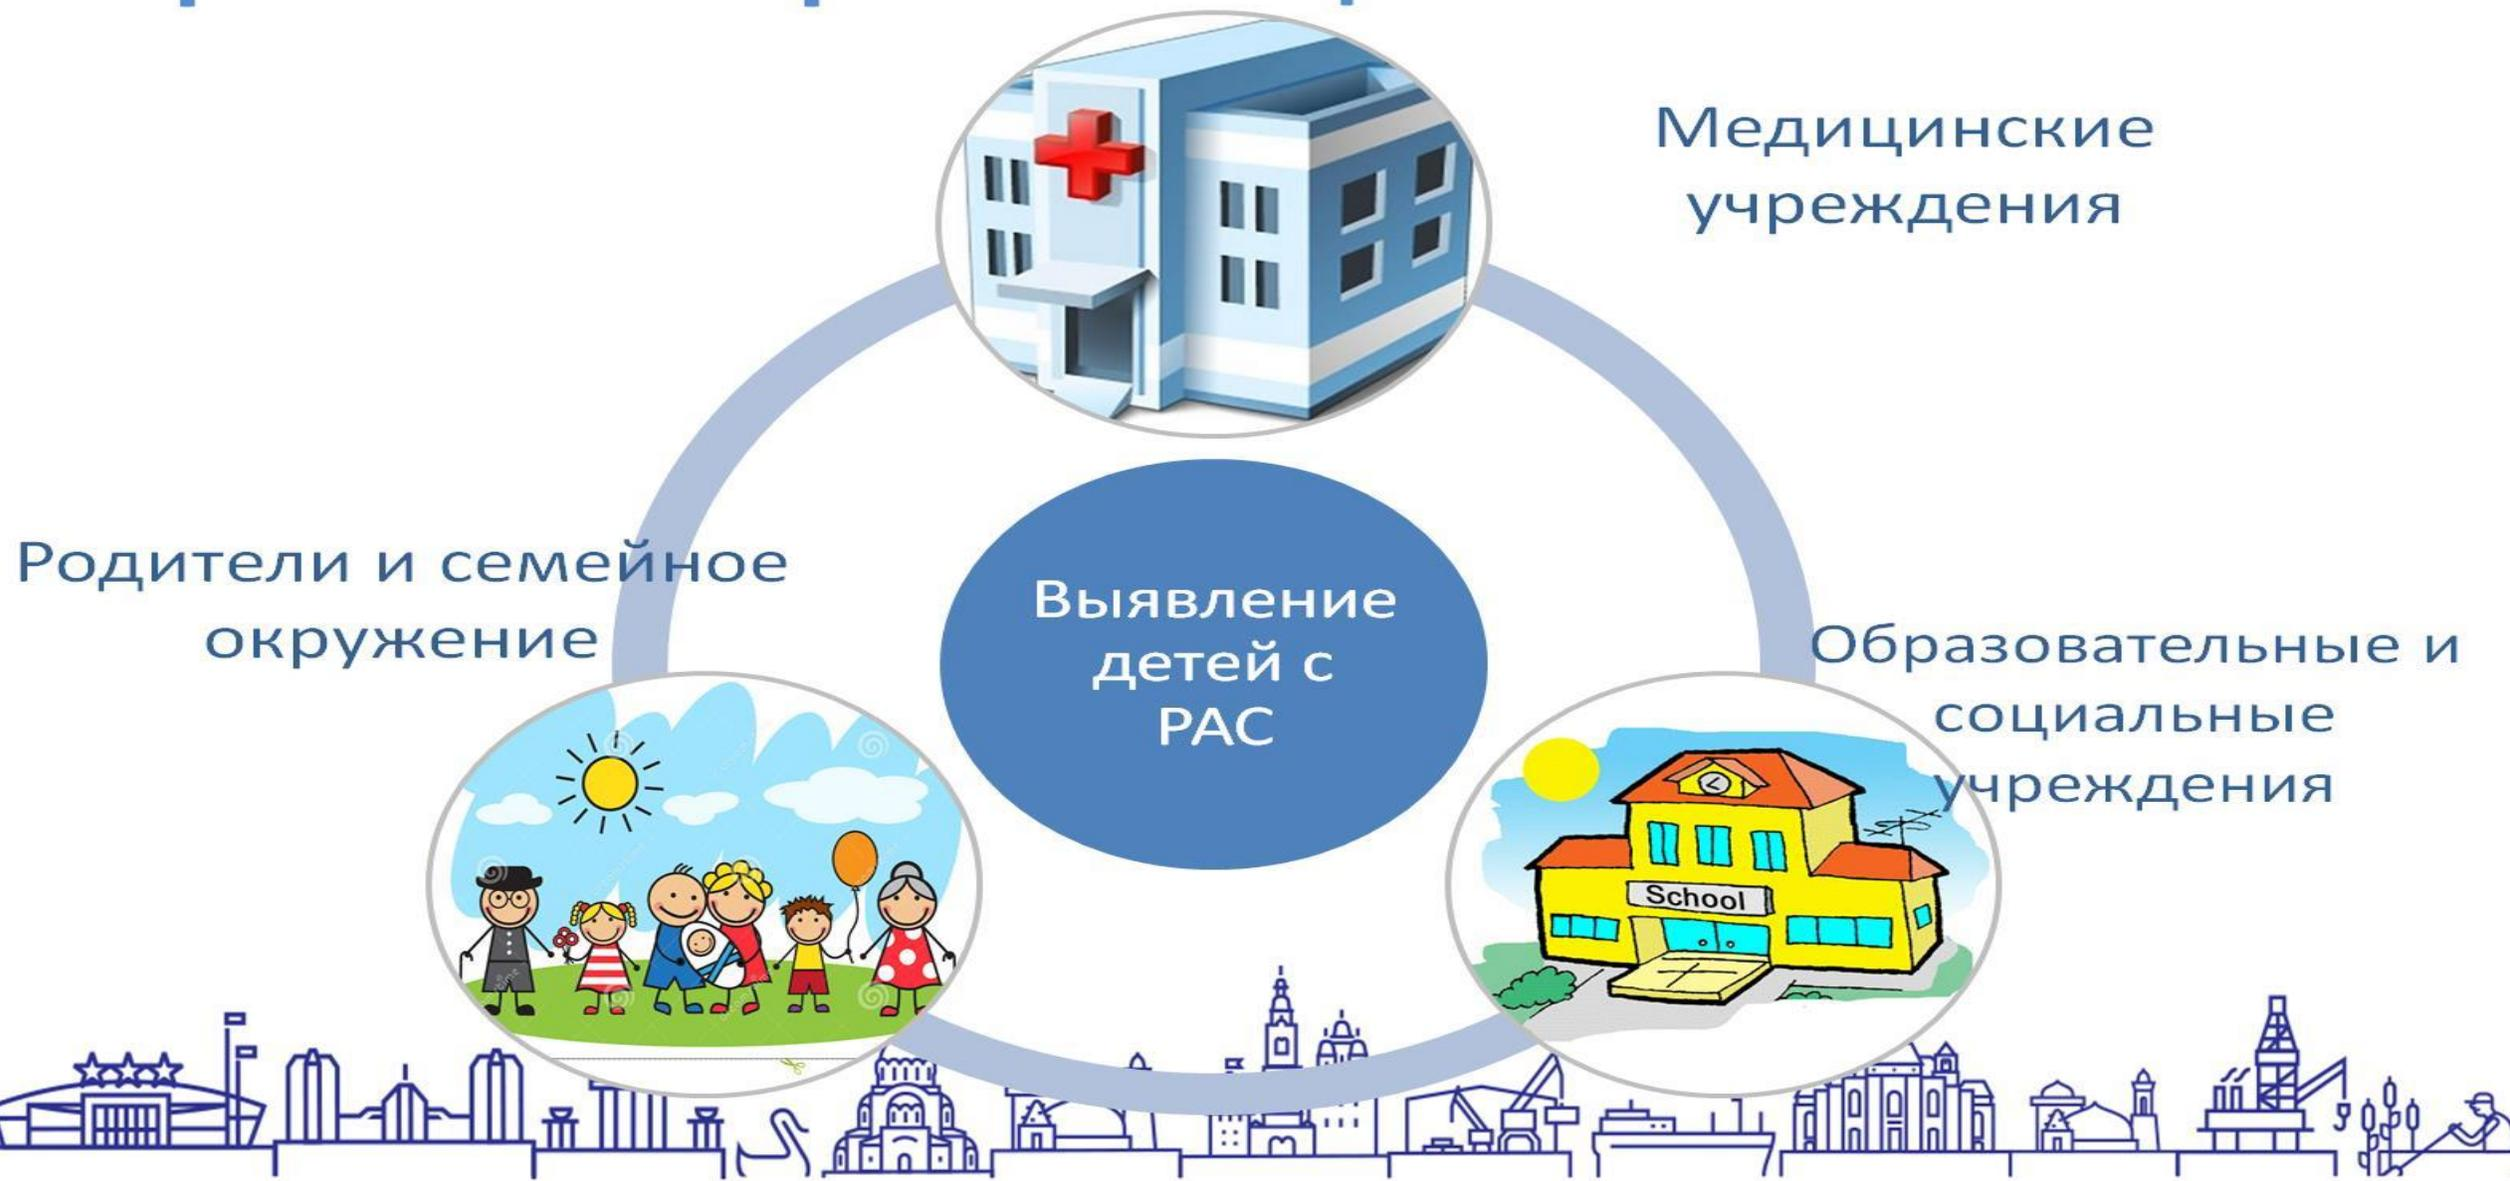 Медицинские
учреждения
Родители и семейное
окружение
Выявление
детей с
РАС
Образовательные и
социальные
учреждения
School